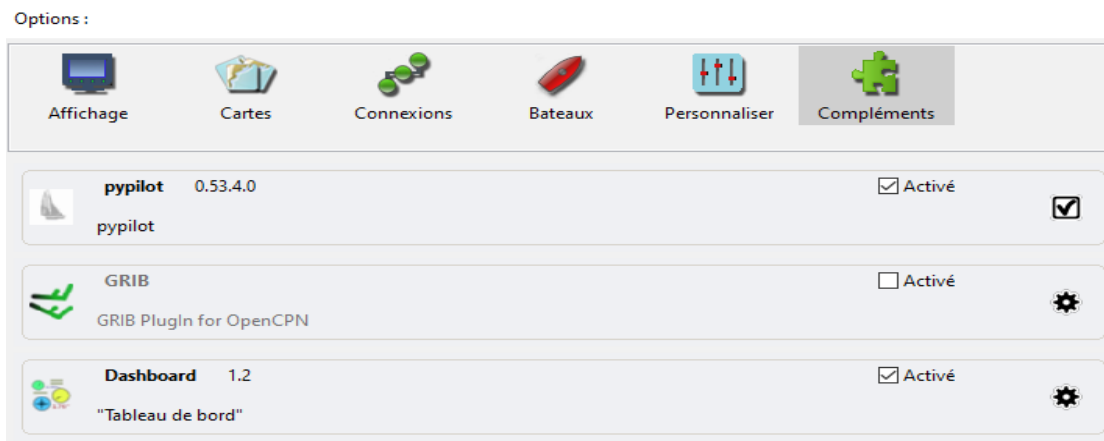 Options :
Affichage Cartes Connexions Bateaux Personnaliser Compléments
pypilot 0.53.4.0 Activé
pypilot
GRIB Activé
GRIB PlugIn for OpenCPN
Dashboard 1.2 Activé
"Tableau de bord"